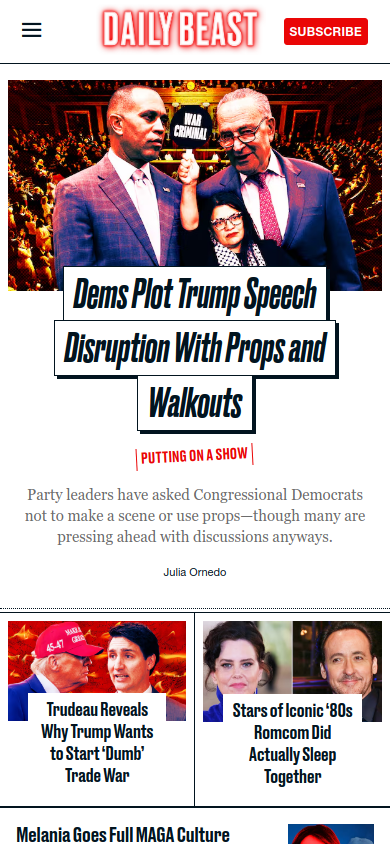 DAILY BEAST
SUBSCRIBE
WAR
CRIMINAL
Dems Plot Trump Speech
Disruption With Props and
Walkouts
PUTTING ON A SHOW
Party leaders have asked Congressional Democrats
not to make a scene or use props—though many are
pressing ahead with discussions anyways.
Julia Ornedo
45-47
Trudeau Reveals
Why Trump Wants
to Start ‘Dumb’
Trade War
Stars of Iconic ‘80s
Romcom Did
Actually Sleep
Together
Melania Goes Full MAGA Culture